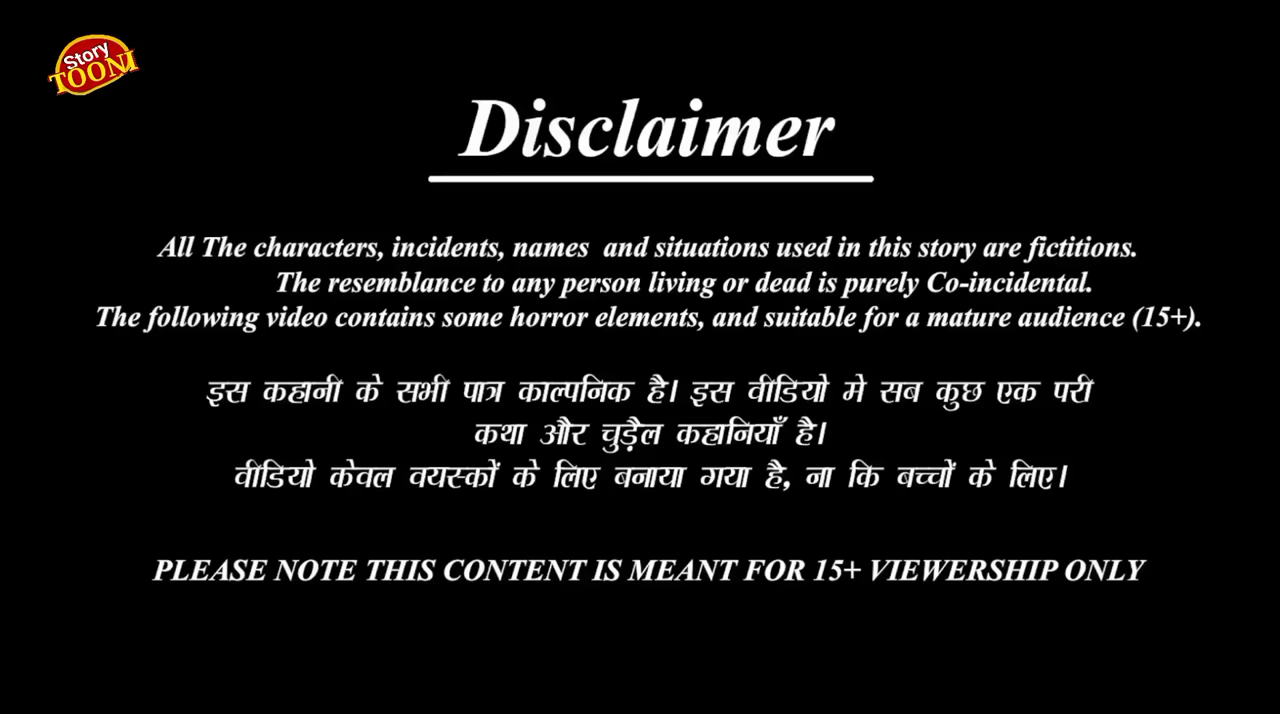 Story
TOONI
Disclaimer
All The characters, incidents, names and situations used in this story are fictitions.
The resemblance to any person living or dead is purely Co-incidental.
The following video contains some horror elements, and suitable for a mature audience (15+).
इस कहानी के सभी पात्र काल्पनिक है। इस वीडियो मे सब कुछ एक परी
कथा और चुड़ैल कहानियाँ है।
वीडियो केवल वयस्कों के लिए बनाया गया है, ना कि बच्चों के लिए।
PLEASE NOTE THIS CONTENT IS MEANT FOR 15+ VIEWERSHIP ONLY